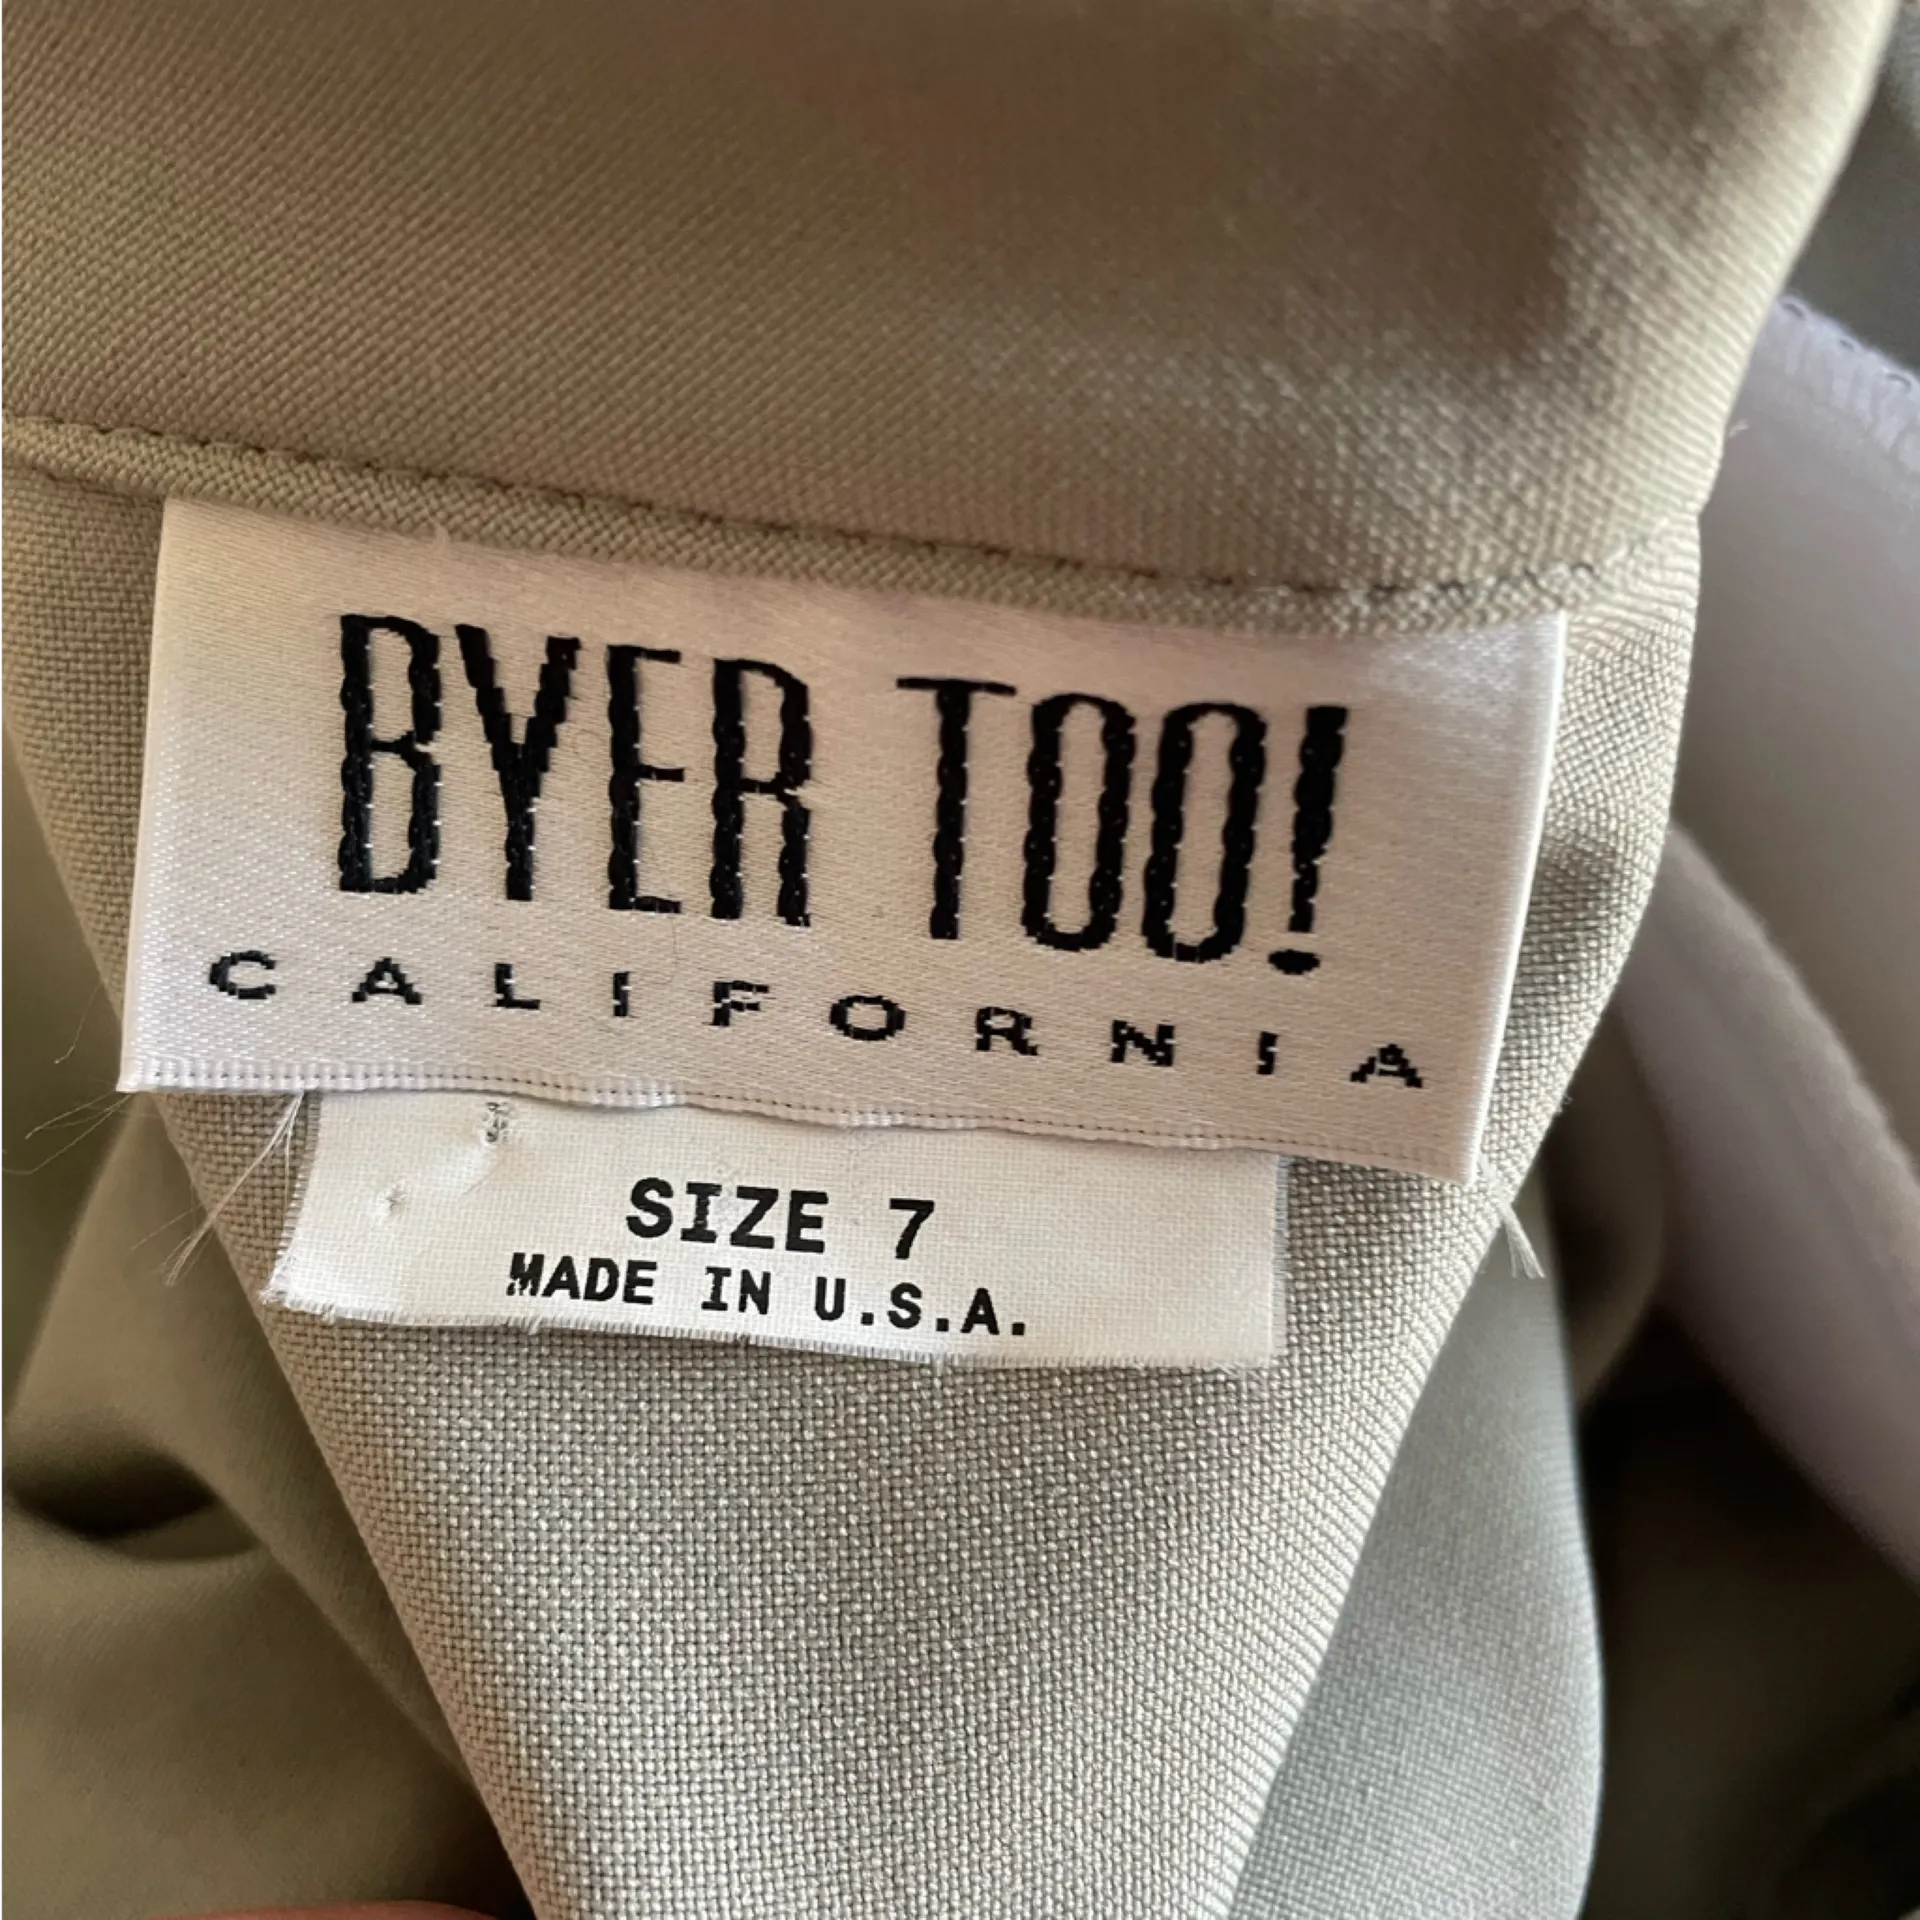 BYER TOO!
CALIFORNIA
SIZE 7
MADE IN U.S.A.